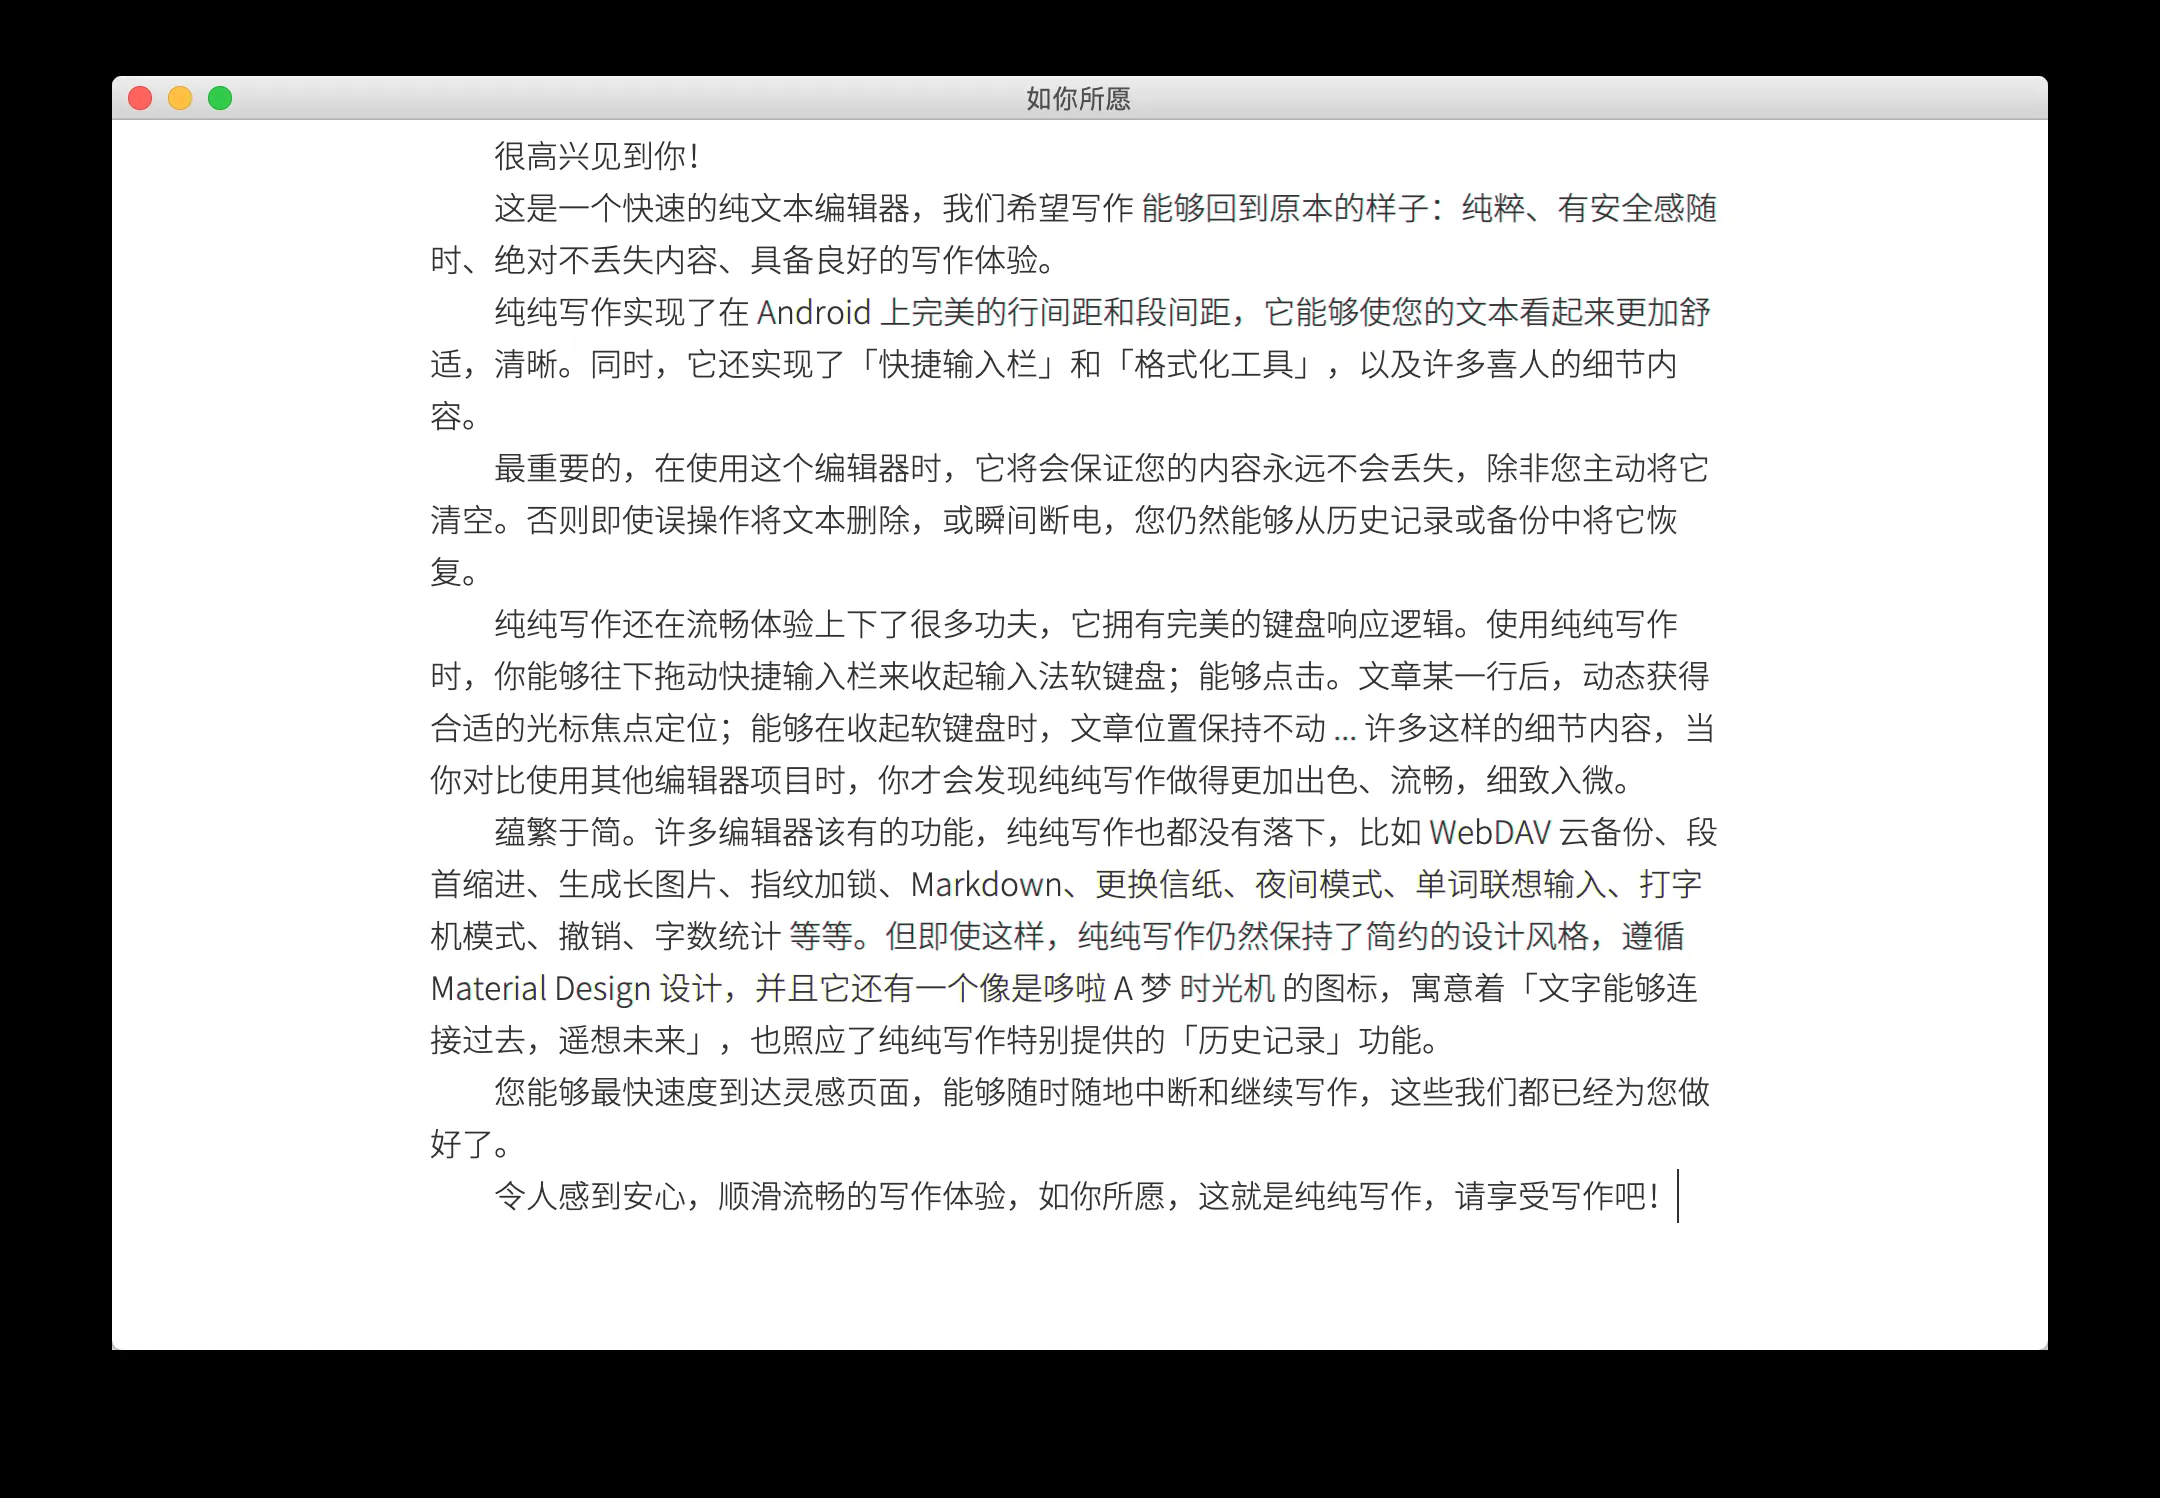 如你所愿
很高兴见到你！
这是一个快速的纯文本编辑器，我们希望写作 能够回到原本的样子：纯粹、有安全感随
时、绝对不丢失内容、具备良好的写作体验。
纯纯写作实现了在 Android 上完美的行间距和段间距，它能够使您的文本看起来更加舒
适，清晰。同时，它还实现了「快捷输入栏」和「格式化工具」，以及许多喜人的细节内
容。
最重要的，在使用这个编辑器时，它将会保证您的内容永远不会丢失，除非您主动将它
清空。否则即使误操作将文本删除，或瞬间断电，您仍然能够从历史记录或备份中将它恢
复。
纯纯写作还在流畅体验上下了很多功夫，它拥有完美的键盘响应逻辑。使用纯纯写作
时，你能够往下拖动快捷输入栏来收起输入法软键盘；能够点击。文章某一行后，动态获得
合适的光标焦点定位；能够在收起软键盘时，文章位置保持不动 ... 许多这样的细节内容，当
你对比使用其他编辑器项目时，你才会发现纯纯写作做得更加出色、流畅，细致入微。
蕴繁于简。许多编辑器该有的功能，纯纯写作也都没有落下，比如 WebDAV 云备份、段
首缩进、生成长图片、指纹加锁、Markdown、更换信纸、夜间模式、单词联想输入、打字
机模式、撤销、字数统计 等等。但即使这样，纯纯写作仍然保持了简约的设计风格，遵循
Material Design 设计，并且它还有一个像是哆啦 A 梦 时光机 的图标，寓意着「文字能够连
接过去，遥想未来」，也照应了纯纯写作特别提供的「历史记录」功能。
您能够最快速度到达灵感页面，能够随时随地中断和继续写作，这些我们都已经为您做
好了。
令人感到安心，顺滑流畅的写作体验，如你所愿，这就是纯纯写作，请享受写作吧！